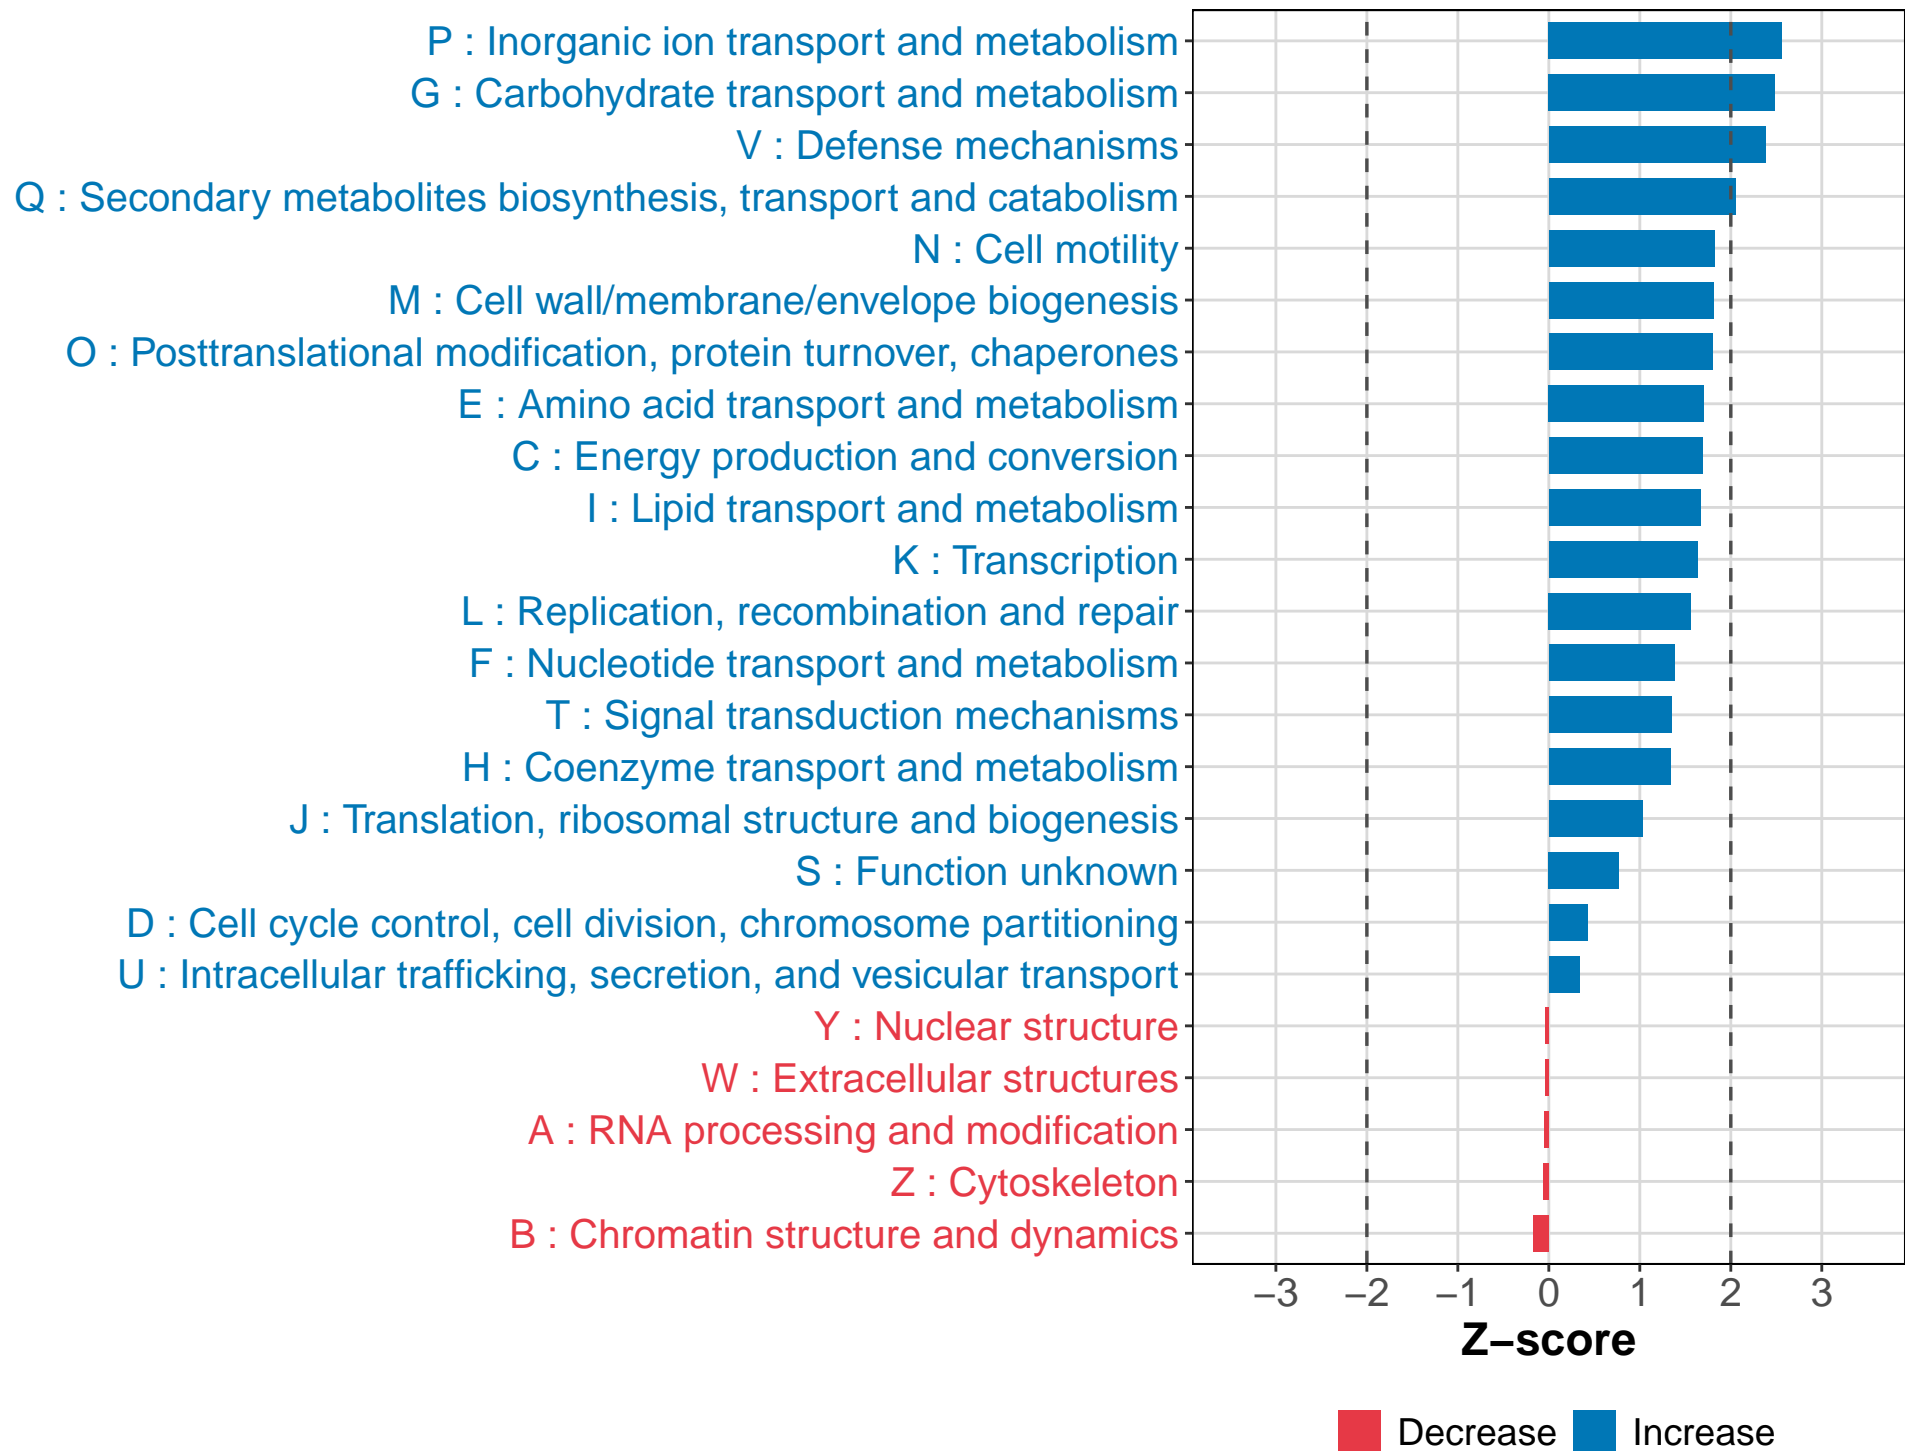 P : Inorganic ion transport and metabolism
G : Carbohydrate transport and metabolism
V : Defense mechanisms
Q : Secondary metabolites biosynthesis, transport and catabolism
N : Cell motility
M : Cell wall/membrane/envelope biogenesis
O : Posttranslational modification, protein turnover, chaperones
E : Amino acid transport and metabolism
C : Energy production and conversion
I : Lipid transport and metabolism
K : Transcription
L : Replication, recombination and repair
F : Nucleotide transport and metabolism
T : Signal transduction mechanisms
H : Coenzyme transport and metabolism
J : Translation, ribosomal structure and biogenesis
S : Function unknown
D : Cell cycle control, cell division, chromosome partitioning
U : Intracellular trafficking, secretion, and vesicular transport
Y : Nuclear structure
W : Extracellular structures
A : RNA processing and modification
Z : Cytoskeleton
B : Chromatin structure and dynamics
−3 −2 −1 0 1 2 3
Z−score
Decrease Increase